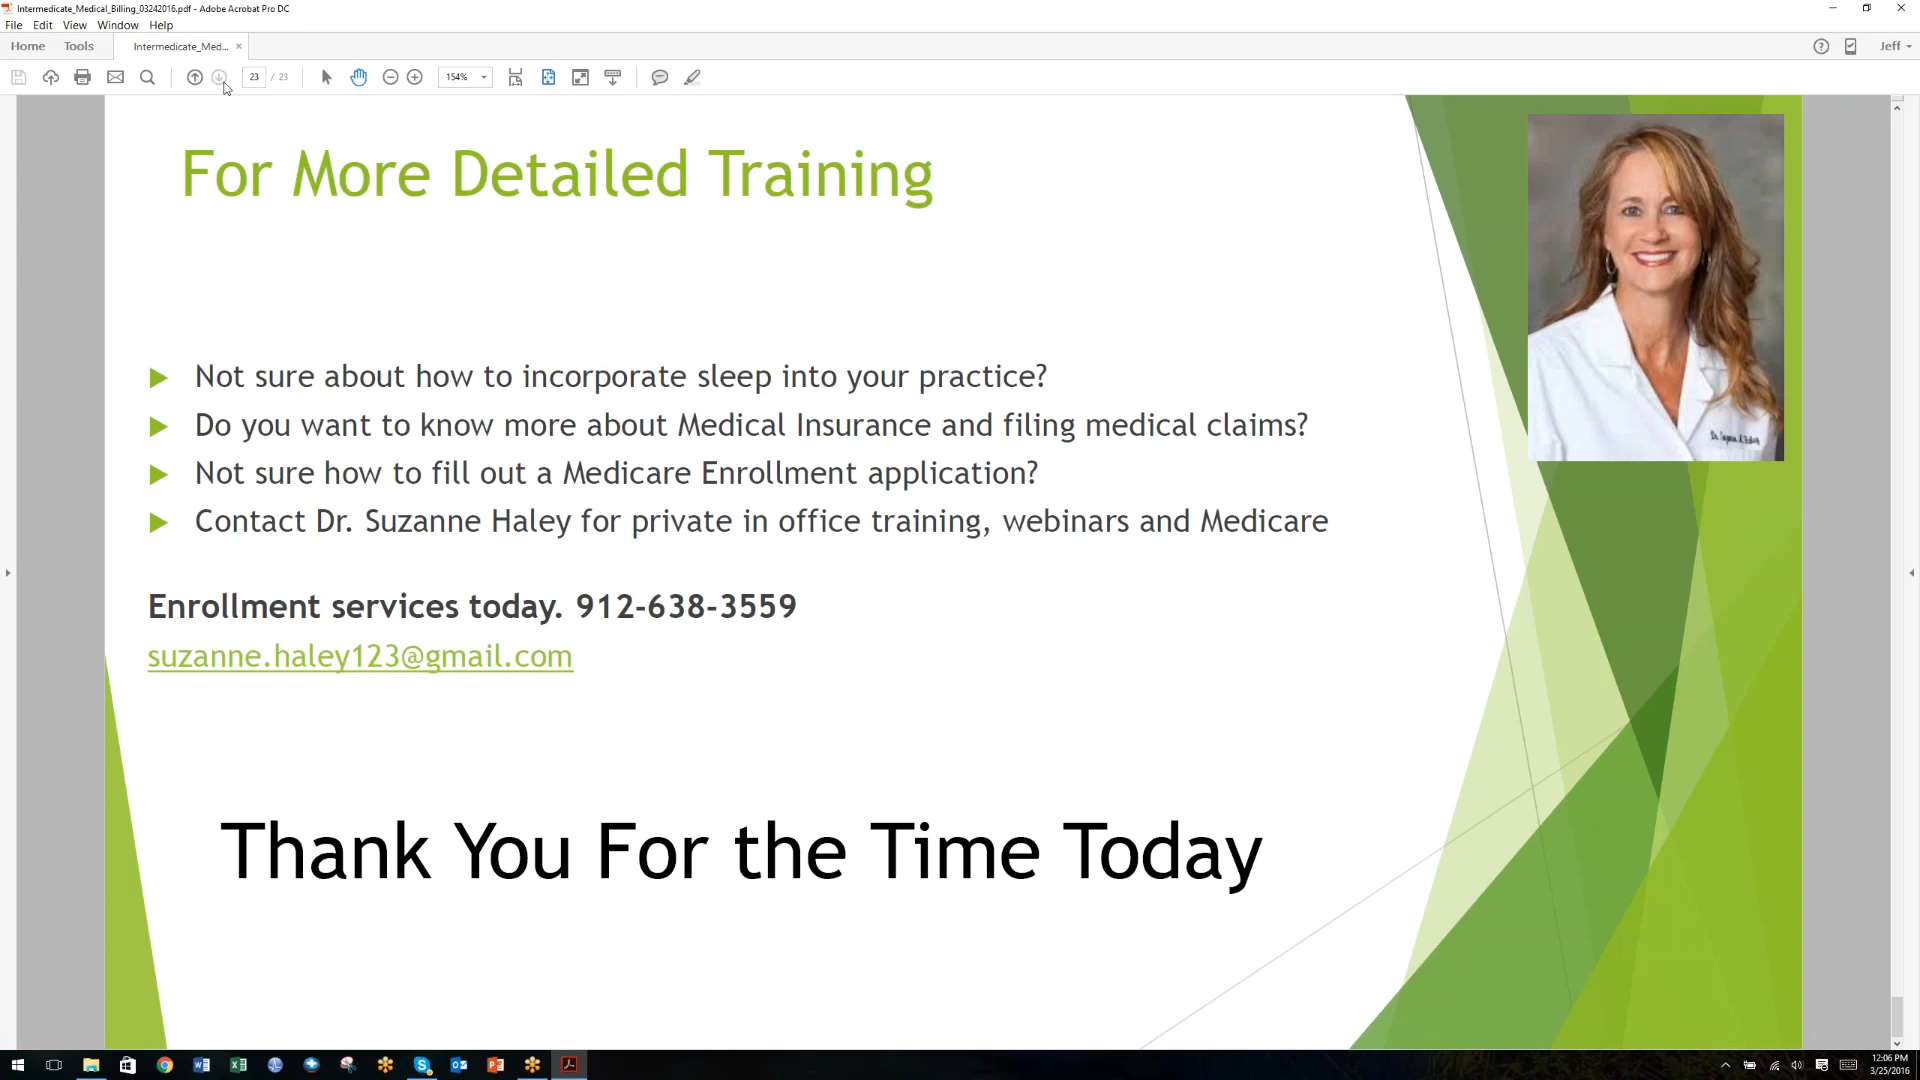 Intermedicate_Medical_Billing_03242016.pdf - Adobe Acrobat Pro DC
File Edit View Window Help
Home Tools Intermedicate_Med... ×
Jeff
23 / 23 154%
For More Detailed Training
Not sure about how to incorporate sleep into your practice?
Do you want to know more about Medical Insurance and filing medical claims?
Not sure how to fill out a Medicare Enrollment application?
Contact Dr. Suzanne Haley for private in office training, webinars and Medicare
Enrollment services today. 912-638-3559
suzanne.haley123@gmail.com
Thank You For the Time Today
12:06 PM
3/25/2016